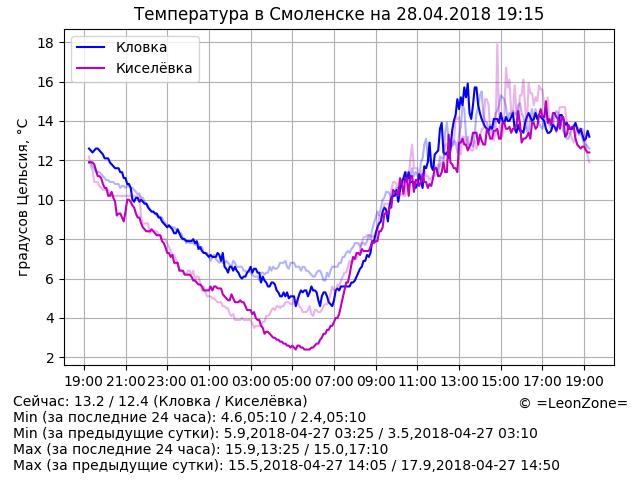 Температура в Смоленске на 28.04.2018 19:15
Кловка
Киселёвка
градусов Цельсия, °C
18
16
14
12
10
8
6
4
2
19:00 21:00 23:00 01:00 03:00 05:00 07:00 09:00 11:00 13:00 15:00 17:00 19:00
Сейчас: 13.2 / 12.4 (Кловка / Киселёвка)
© =LeonZone=
Min (за последние 24 часа): 4.6,05:10 / 2.4,05:10
Min (за предыдущие сутки): 5.9,2018-04-27 03:25 / 3.5,2018-04-27 03:10
Max (за последние 24 часа): 15.9,13:25 / 15.0,17:10
Max (за предыдущие сутки): 15.5,2018-04-27 14:05 / 17.9,2018-04-27 14:50